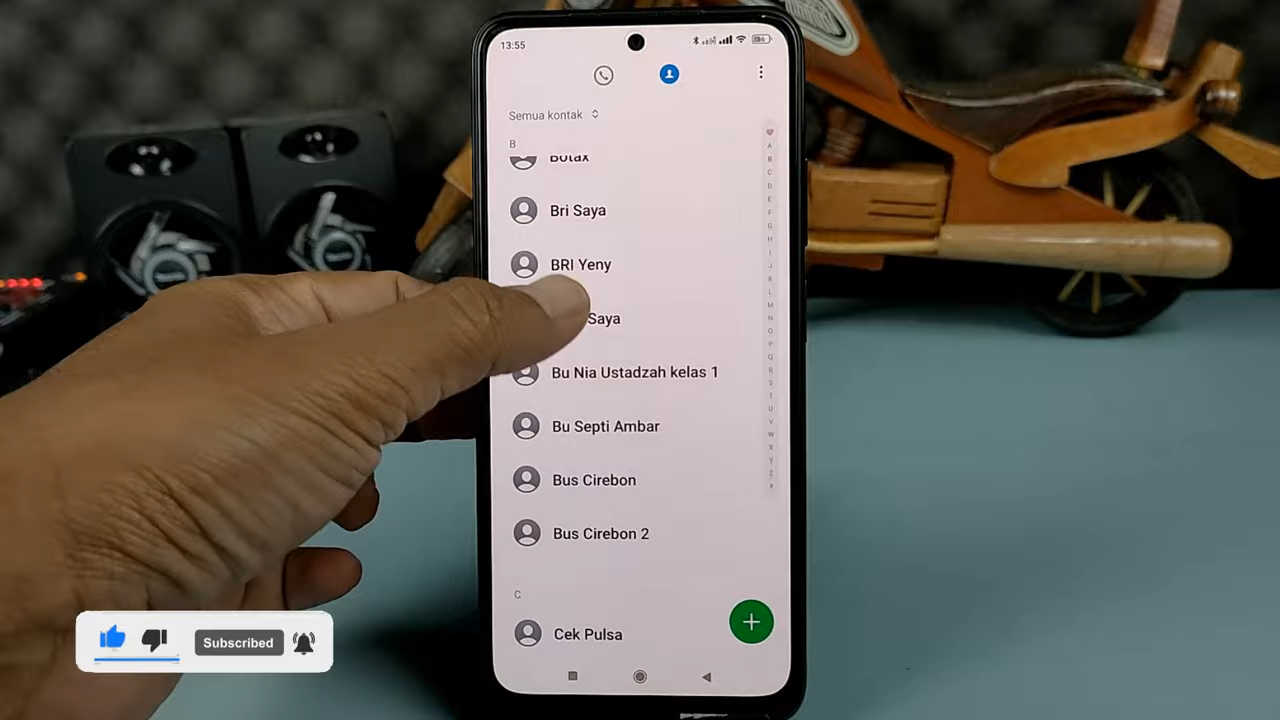 13:55
Semua kontak
B
Botax
Bri Saya
BRI Yeny
Saya
Bu Nia Ustadzah kelas 1
Bu Septi Ambar
Bus Cirebon
Bus Cirebon 2
C
Cek Pulsa
A
B
C
D
E
F
G
H
I
J
K
L
M
N
O
P
Q
R
S
T
U
V
W
X
Y
Z
#
Subscribed